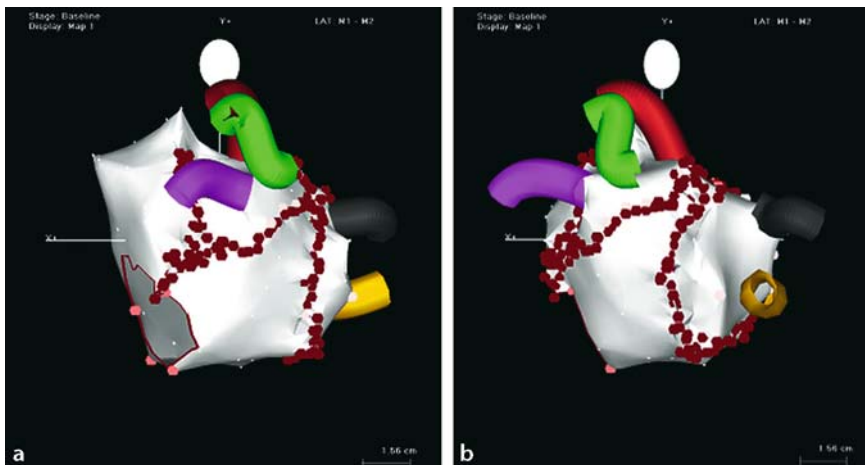 Stage: Baseline
Display: Map 1
Y+
LAT: M1 - M2
X+
1.56 cm
a
Stage: Baseline
Display: Map 1
Y+
LAT: M1 - M2
X+
1.56 cm
b